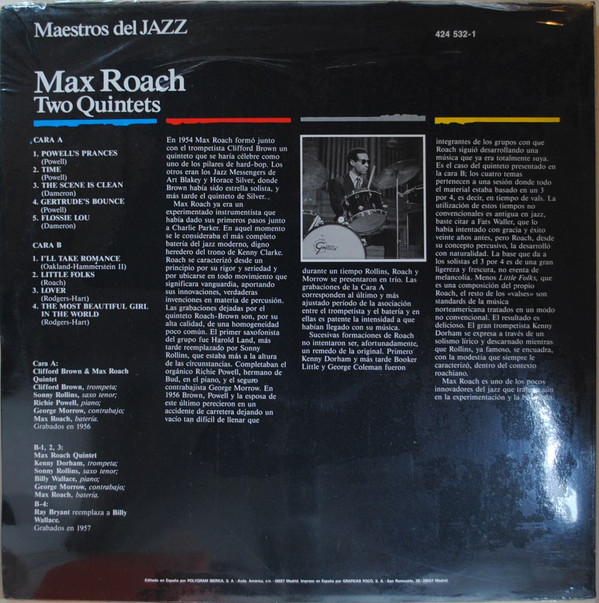 Maestros del JAZZ
424 532-1
Max Roach
Two Quintets
CARA A
1. POWELL'S PRANCES
(Powell)
2. TIME
(Powell)
3. THE SCENE IS CLEAN
(Dameron)
4. GERTRUDE'S BOUNCE
(Powell)
5. FLOSSIE LOU
(Dameron)
CARA B
1. I'LL TAKE ROMANCE
(Oakland-Hammerstein II)
2. LITTLE FOLKS
(Roach)
3. LOVER
(Rodgers-Hart)
4. THE MOST BEAUTIFUL GIRL
IN THE WORLD
(Rodgers-Hart)
Cara A:
Clifford Brown & Max Roach
Quintet
Clifford Brown, trompeta;
Sonny Rollins, saxo tenor;
Richie Powell, piano;
George Morrow, contrabajo;
Max Roach, batería.
Grabados en 1956
B-1, 2, 3:
Max Roach Quintet
Kenny Dorham, trompeta;
Sonny Rollins, saxo tenor;
Billy Wallace, piano;
George Morrow, contrabajo;
Max Roach, batería.
B-4:
Ray Bryant reemplaza a Billy
Wallace.
Grabados en 1957
En 1954 Max Roach formó junto
con el trompetista Clifford Brown un
quinteto que se haría célebre como
uno de los pilares de hard-bop. Los
otros eran los Jazz Messengers de
Art Blakey y Horace Silver, donde
Brown había sido estrella solista, y
más tarde el quinteto de Silver.
Max Roach ya era un
experimentado instrumentista que
había dado sus primeros pasos junto
a Charlie Parker. En aquel momento
se le consideraba el más completo
batería del jazz moderno, digno
heredero del trono de Kenny Clarke.
Roach se caracterizó desde un
principio por su rigor y seriedad y
por ubicarse en todo movimiento que
significara vanguardia, aportando
sus innovaciones, verdaderas
invenciones en materia de percusión.
Las grabaciones dejadas por el
quinteto Roach-Brown son, por su
alta calidad, de una homogeneidad
poco común. El primer saxofonista
del grupo fue Harold Land, más
tarde reemplazado por Sonny
Rollins, que estaba más a la altura
de las circunstancias. Completaban el
orgánico Richie Powell, hermano de
Bud, en el piano, y el seguro
contrabajista George Morrow. En
1956 Brown, Powell y la esposa de
este último perecieron en un
accidente de carretera dejando un
vacío tan difícil de llenar que
Gretsch
durante un tiempo Rollins, Roach y
Morrow se presentaron en trío. Las
grabaciones de la Cara A
corresponden al último y más
ajustado período de la asociación
entre el trompetista y el batería y en
ellas es patente la intensidad a que
habían llegado con su música.
Sucesivas formaciones de Roach
no intentaron ser, afortunadamente,
un remedo de la original. Primero
Kenny Dorham y más tarde Booker
Little y George Coleman fueron
integrantes de los grupos con que
Roach siguió desarrollando una
música que ya era totalmente suya.
Es el caso del quinteto presentado en
la cara B; los cuatro temas
pertenecen a una sesión donde todo
el material estaba basado en un 3
por 4, es decir, en tiempo de vals. La
utilización de estos tiempos no
convencionales es antigua en jazz,
baste citar a Fats Waller, que lo
había intentado con gracia y éxito
veinte años antes, pero Roach, desde
su concepto percusivo, la desarrolló
con naturalidad. La base que da a
los solistas el 3 por 4 es de una gran
ligereza y frescura, no exenta de
melancolía. Menos Little Folks, que
es una composición del propio
Roach, el resto de los «valses» son
standards de la música
norteamericana tratados en un modo
no convencional. El resultado es
delicioso. El gran trompetista Kenny
Dorham se expresa a través de un
solismo lírico y descarnado mientras
que Rollins, ya famoso, se encuadra,
con la modestia que siempre le
caracterizó, dentro del contexto
roachiano.
Max Roach es uno de los pocos
innovadores del jazz que trabajan aún
en la experimentación y la
Editado en España por POLYGRAM IBERICA, S. A. - Avda. América, s/n. - 28027 Madrid. Impreso en España por GRAFICAS FOCO, S. A. - San Romualdo, 26 - 28037 Madrid.